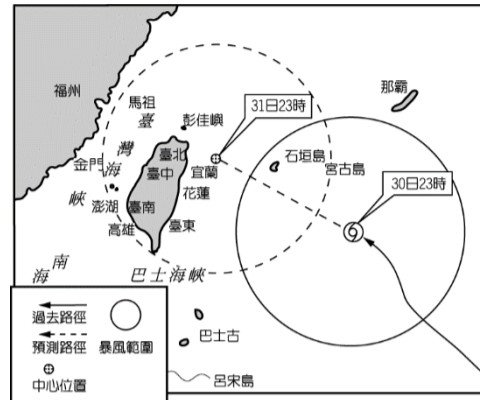 福州
馬祖
臺灣海峽
彭佳嶼
31日23時
那霸
金門
臺北
臺中
宜蘭
石垣島
宮古島
花蓮
澎湖
臺南
30日23時
高雄
臺東
巴士海峽
南海
過去路徑
預測路徑
暴風範圍
中心位置
巴士古
呂宋島